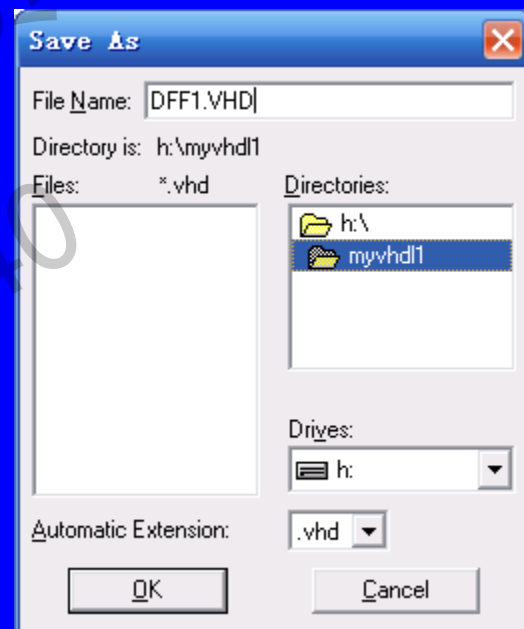 Save As
File Name: DFF1.VHD
Directory is: h:\myvhdl1
Files: *.vhd
Directories:
h:\
myvhdl1
Drives:
h:
Automatic Extension:
.vhd
OK
Cancel